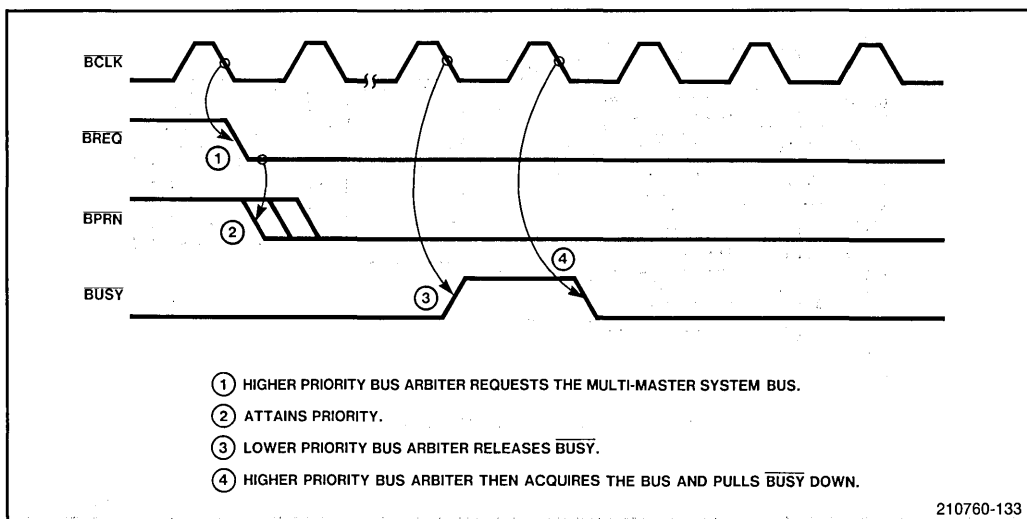 BCLK
BREQ
1
BPRN
2
BUSY
3
4
1 HIGHER PRIORITY BUS ARBITER REQUESTS THE MULTI-MASTER SYSTEM BUS.
2 ATTAINS PRIORITY.
3 LOWER PRIORITY BUS ARBITER RELEASES BUSY.
4 HIGHER PRIORITY BUS ARBITER THEN ACQUIRES THE BUS AND PULLS BUSY DOWN.
210760-133